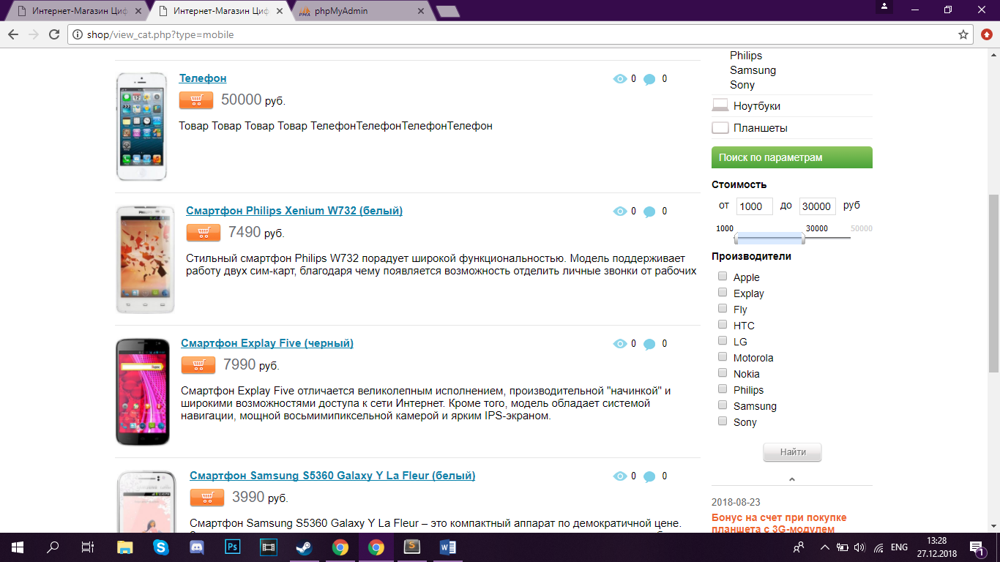 Интернет-Магазин Циф
Интернет-Магазин Циф
phpMyAdmin
shop/view_cat.php?type=mobile
Телефон
0 0
50000 руб.
Товар Товар Товар Товар ТелефонТелефонТелефонТелефон
PHILIPS
Смартфон Philips Xenium W732 (белый)
0 0
7490 руб.
Стильный смартфон Philips W732 порадует широкой функциональностью. Модель поддерживает
работу двух сим-карт, благодаря чему появляется возможность отделить личные звонки от рабочих
Смартфон Explay Five (черный)
0 0
7990 руб.
Смартфон Explay Five отличается великолепным исполнением, производительной "начинкой" и
широкими возможностями доступа к сети Интернет. Кроме того, модель обладает системой
навигации, мощной восьмимипиксельной камерой и ярким IPS-экраном.
Смартфон Samsung S5360 Galaxy Y La Fleur (белый)
0 0
3990 руб.
Смартфон Samsung S5360 Galaxy Y La Fleur – это компактный аппарат по демократичной цене.
Philips
Samsung
Sony
Ноутбуки
Планшеты
Поиск по параметрам
Стоимость
от 1000 до 30000 руб
1000 30000 50000
Производители
Apple
Explay
Fly
HTC
LG
Motorola
Nokia
Philips
Samsung
Sony
Найти
2018-08-23
Бонус на счет при покупке
планшета с 3G-модулем
ENG
13:28
27.12.2018
1